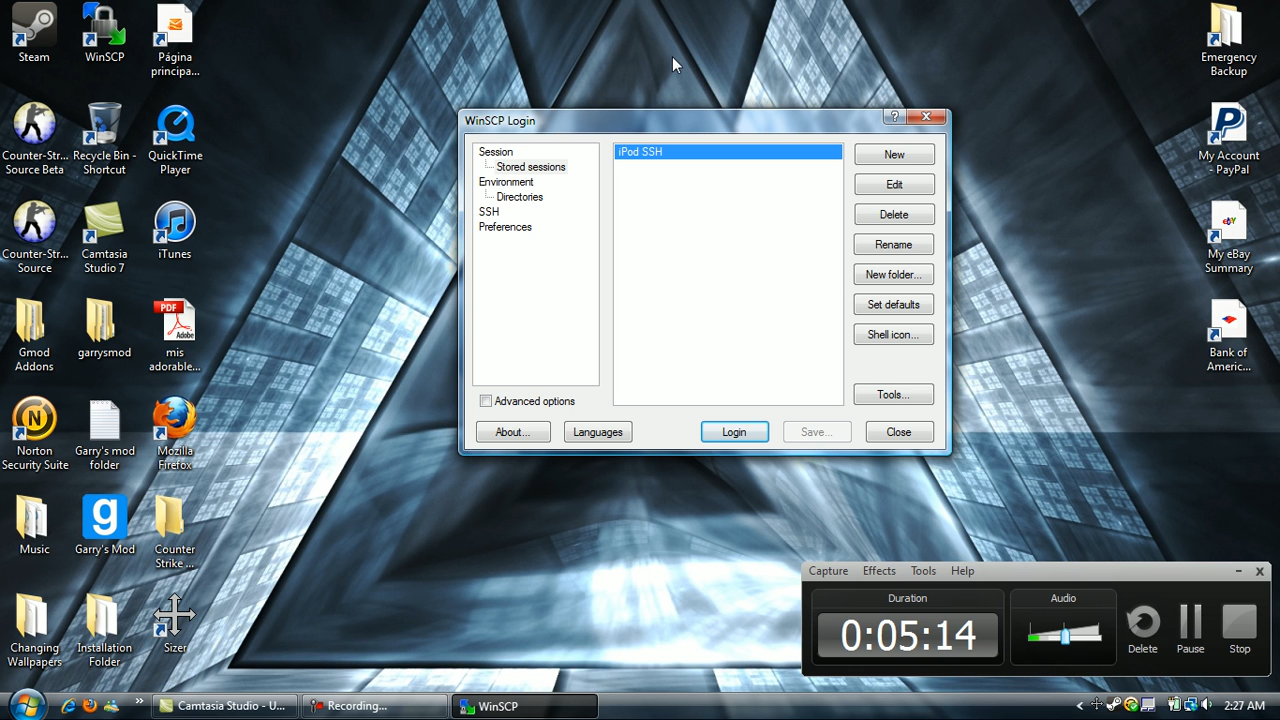 Steam
WinSCP
Página
principa...
Counter-Str...
Source Beta
Recycle Bin -
Shortcut
QuickTime
Player
Counter-Str...
Source
Camtasia
Studio 7
iTunes
Gmod
Addons
garrysmod
PDF
Adobe
mis
adorable...
Norton
Security Suite
Garry's mod
folder
Mozilla
Firefox
Music
g
Garry's Mod
Counter
Strike ...
Changing
Wallpapers
Installation
Folder
Sizer
Emergency
Backup
My Account
- PayPal
My eBay
Summary
Bank of
Americ...
WinSCP Login
?
Session
Stored sessions
Environment
Directories
SSH
Preferences
Advanced options
iPod SSH
New
Edit
Delete
Rename
New folder...
Set defaults
Shell icon...
Tools...
About...
Languages
Login
Save...
Close
Capture Effects Tools Help
Duration
0:05:14
Audio
Delete
Pause
Stop
Camtasia Studio - U...
Recording...
WinSCP
2:27 AM